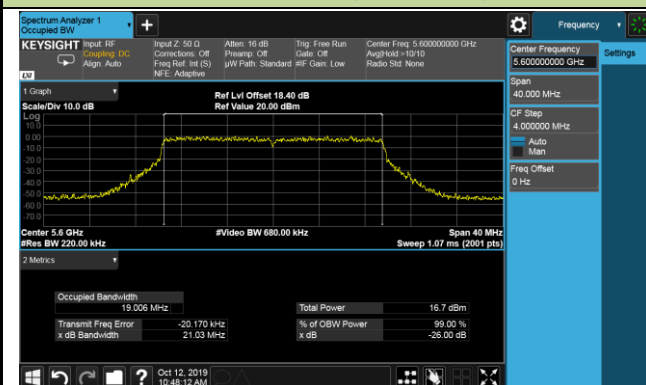 Spectrum Analyzer 1
Occupied BW
+
Frequency
KEYSIGHT
Input: RF
Coupling: DC
Align: Auto
Input Z: 50 Ω
Corrections: Off
Freq Ref: Int (S)
NFE: Adaptive
Atten: 16 dB
Preamp: Off
µW Path: Standard
Trig: Free Run
Gate: Off
#IF Gain: Low
Center Freq: 5.600000000 GHz
Avg|Hold:>10/10
Radio Std: None
LXI
Center Frequency
5.600000000 GHz
Settings
Span
40.000 MHz
CF Step
4.000000 MHz
Auto
Man
Freq Offset
0 Hz
1 Graph
Scale/Div 10.0 dB
Ref Lvl Offset 18.40 dB
Ref Value 20.00 dBm
Log
10.0
0.00
-10.0
-20.0
-30.0
-40.0
-50.0
-60.0
-70.0
Center 5.6 GHz
#Video BW 680.00 kHz
Span 40 MHz
#Res BW 220.00 kHz
Sweep 1.07 ms (2001 pts)
2 Metrics
Occupied Bandwidth
19.006 MHz
Total Power 16.7 dBm
Transmit Freq Error -20.170 kHz
% of OBW Power 99.00 %
x dB Bandwidth 21.03 MHz
x dB -26.00 dB
?
Oct 12, 2019
10:48:12 AM